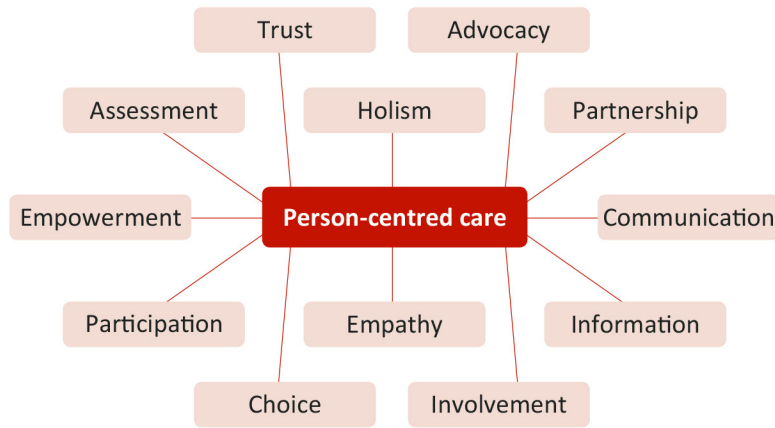 Trust
Advocacy
Assessment
Holism
Partnership
Empowerment
Person-centred care
Communication
Participation
Empathy
Information
Choice
Involvement